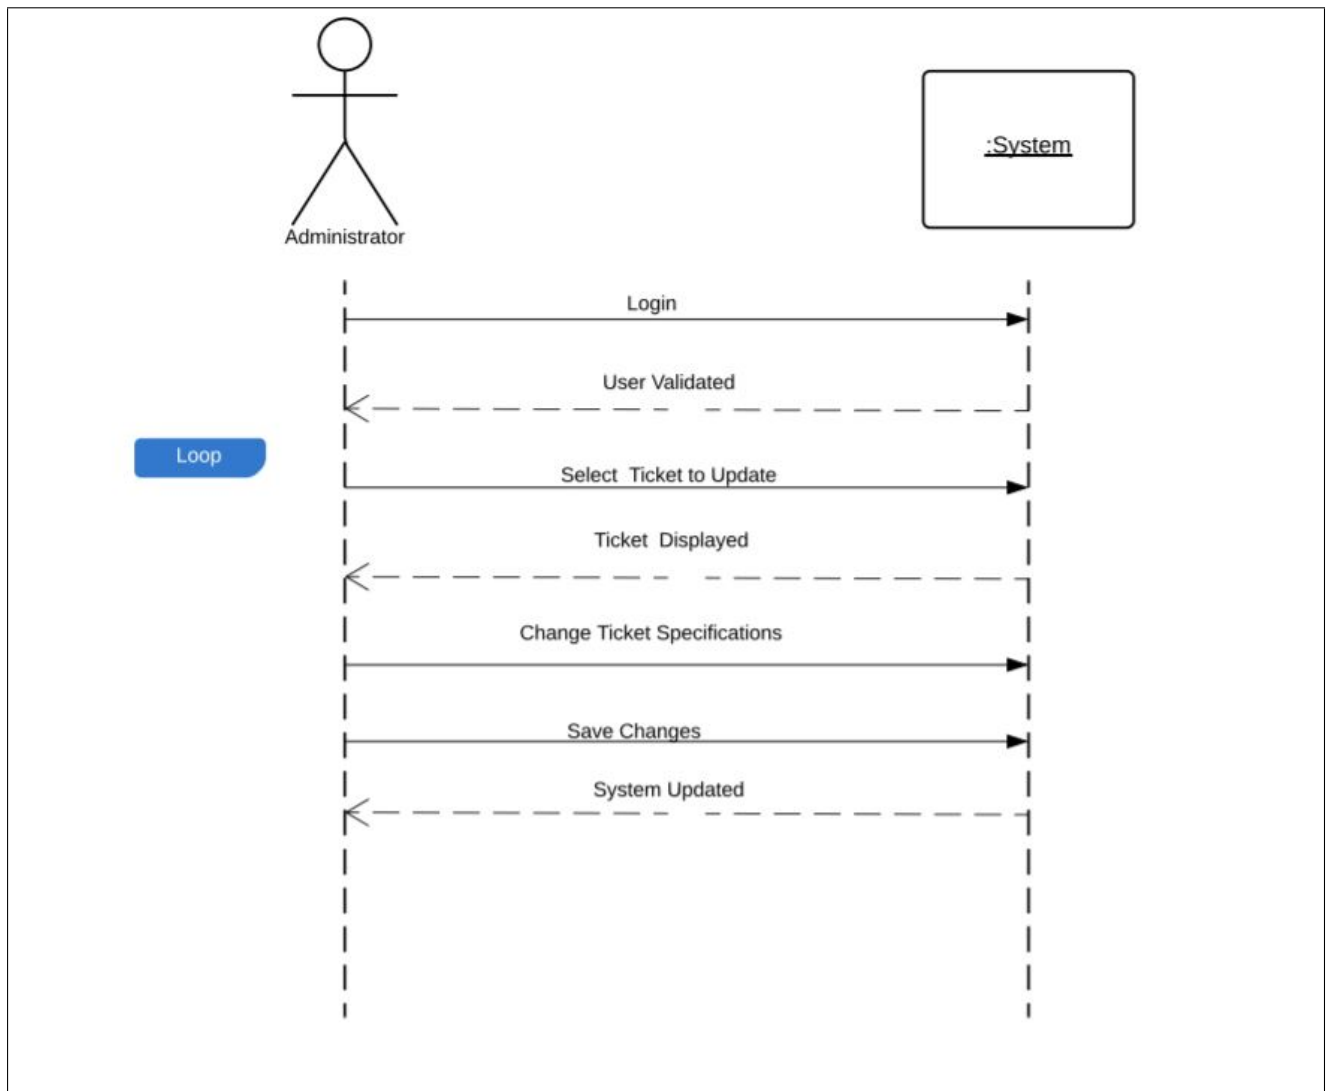 :System
Administrator
Login
User Validated
Loop
Select  Ticket to Update
Ticket  Displayed
Change Ticket Specifications
Save Changes
System Updated